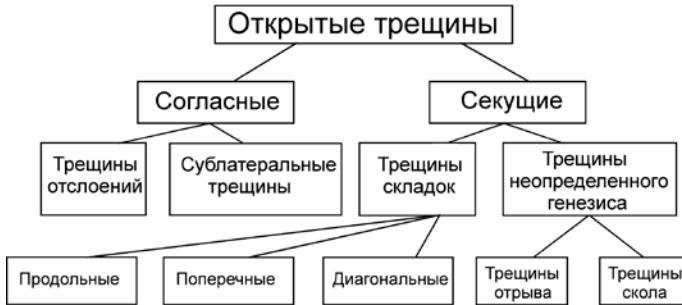 Открытые трещины
Согласные
Секущие
Трещины
отслоений
Сублатеральные
трещины
Трещины
складок
Трещины
неопределенного
генезиса
Продольные
Поперечные
Диагональные
Трещины
отрыва
Трещины
скола